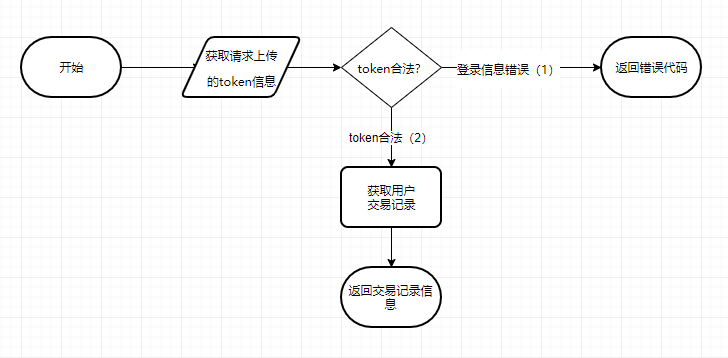 开始
获取请求上传
的token信息
token合法？
登录信息错误（1）
返回错误代码
token合法（2）
获取用户
交易记录
返回交易记录信
息